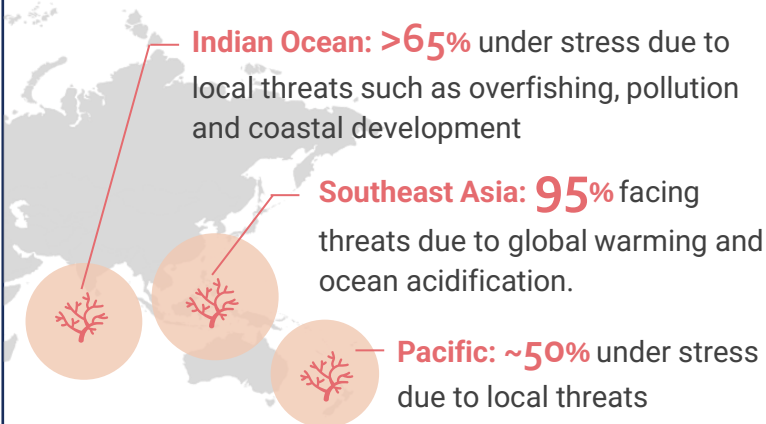 Indian Ocean: >65% under stress due to
local threats such as overfishing, pollution
and coastal development
Southeast Asia: 95% facing
threats due to global warming and
ocean acidification.
Pacific: ~50% under stress
due to local threats